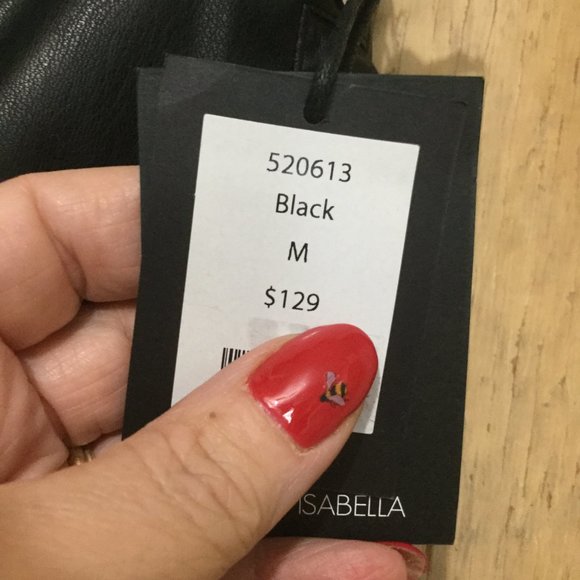 520613
Black
M
$129
ISABELLA